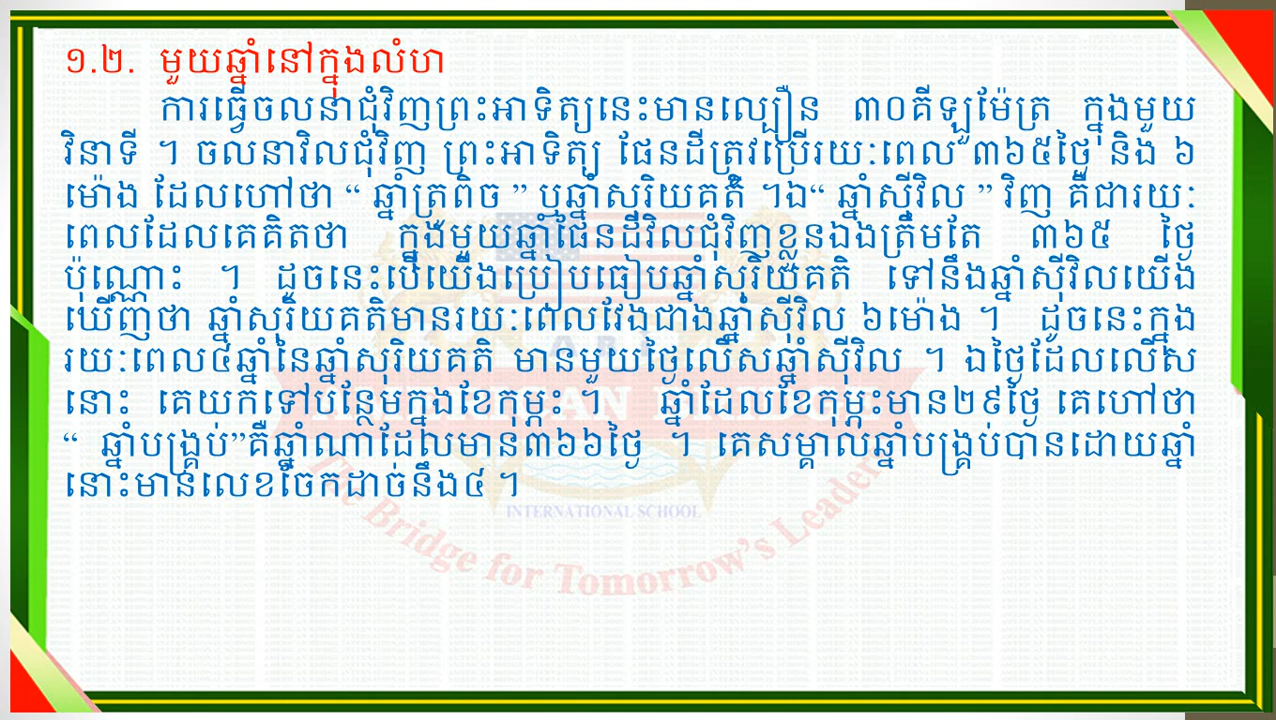 ១.២. មួយឆ្នាំនៅក្នុងលំហ
ការធ្វើចលនាជុំវិញព្រះអាទិត្យនេះមានល្បឿន ៣០គីឡូម៉ែត្រ ក្នុងមួយ
វិនាទី ។ ចលនាវិលជុំវិញ ព្រះអាទិត្យ ផែនដីត្រូវប្រើរយៈពេល ៣៦៥ថ្ងៃ និង ៦
ម៉ោង ដែលហៅថា “ ឆ្នាំត្រូពិច ” ឬឆ្នាំសុរិយគតិ ។ឯ“ ឆ្នាំស៊ីវិល ” វិញ គឺជារយៈ
ពេលដែលគេគិតថា ក្នុងមួយឆ្នាំផែនដីវិលជុំវិញខ្លួនឯងត្រឹមតែ ៣៦៥ ថ្ងៃ
ប៉ុណ្ណោះ ។ ដូចនេះបើយើងប្រៀបធៀបឆ្នាំសុរិយគតិ ទៅនឹងឆ្នាំស៊ីវិលយើង
ឃើញថា ឆ្នាំសុរិយគតិមានរយៈពេលវែងជាងឆ្នាំស៊ីវិល ៦ម៉ោង ។ ដូចនេះក្នុង
រយៈពេល៤ឆ្នាំនៃឆ្នាំសុរិយគតិ មានមួយថ្ងៃលើសឆ្នាំស៊ីវិល ។ ឯថ្ងៃដែលលើស
នោះ គេយកទៅបន្ថែមក្នុងខែកុម្ភះ ។ ឆ្នាំដែលខែកុម្ភះមាន២៩ថ្ងៃ គេហៅថា
“ ឆ្នាំបង្គ្រប់”គឺឆ្នាំណាដែលមាន៣៦៦ថ្ងៃ ។ គេសម្គាល់ឆ្នាំបង្គ្រប់បានដោយឆ្នាំ
នោះមានលេខចែកដាច់នឹង៤ ។
INTERNATIONAL SCHOOL
The Bridge for Tomorrow's Leaders